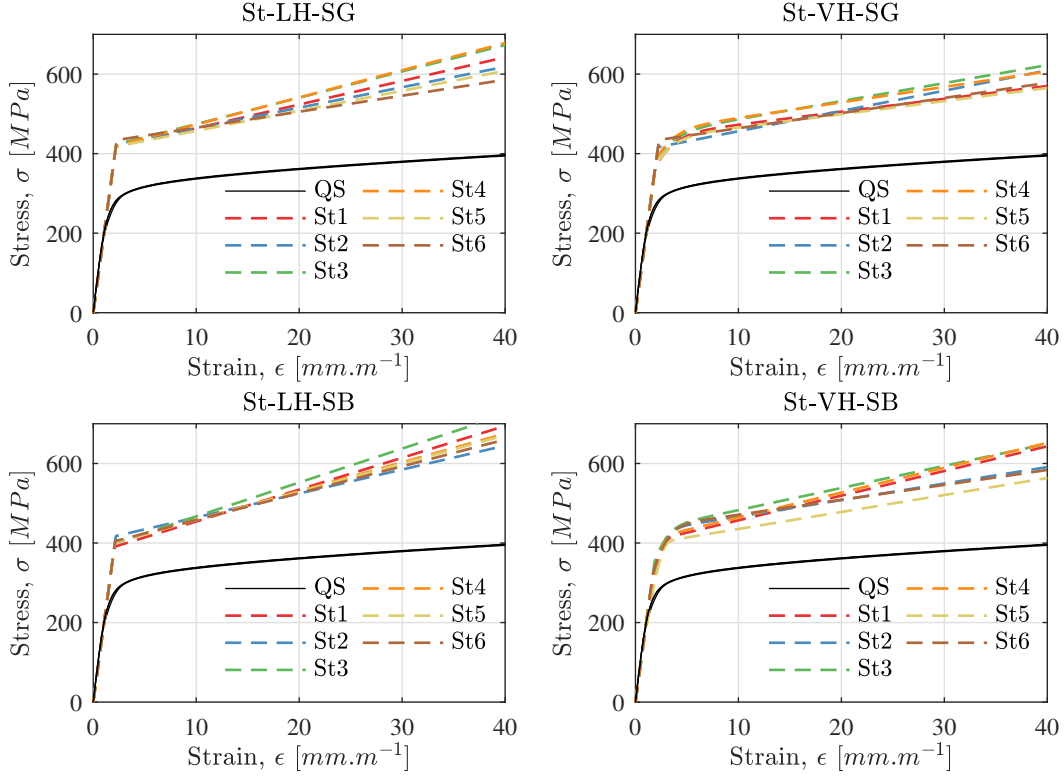 St-LH-SG
Stress, σ [MPa]
600
400
200
0
QS
St1
St2
St3
St4
St5
St6
0 10 20 30 40
Strain, ϵ [mm.m⁻¹]
St-VH-SG
Stress, σ [MPa]
600
400
200
0
QS
St1
St2
St3
St4
St5
St6
0 10 20 30 40
Strain, ϵ [mm.m⁻¹]
St-LH-SB
Stress, σ [MPa]
600
400
200
0
QS
St1
St2
St3
St4
St5
St6
0 10 20 30 40
Strain, ϵ [mm.m⁻¹]
St-VH-SB
Stress, σ [MPa]
600
400
200
0
QS
St1
St2
St3
St4
St5
St6
0 10 20 30 40
Strain, ϵ [mm.m⁻¹]